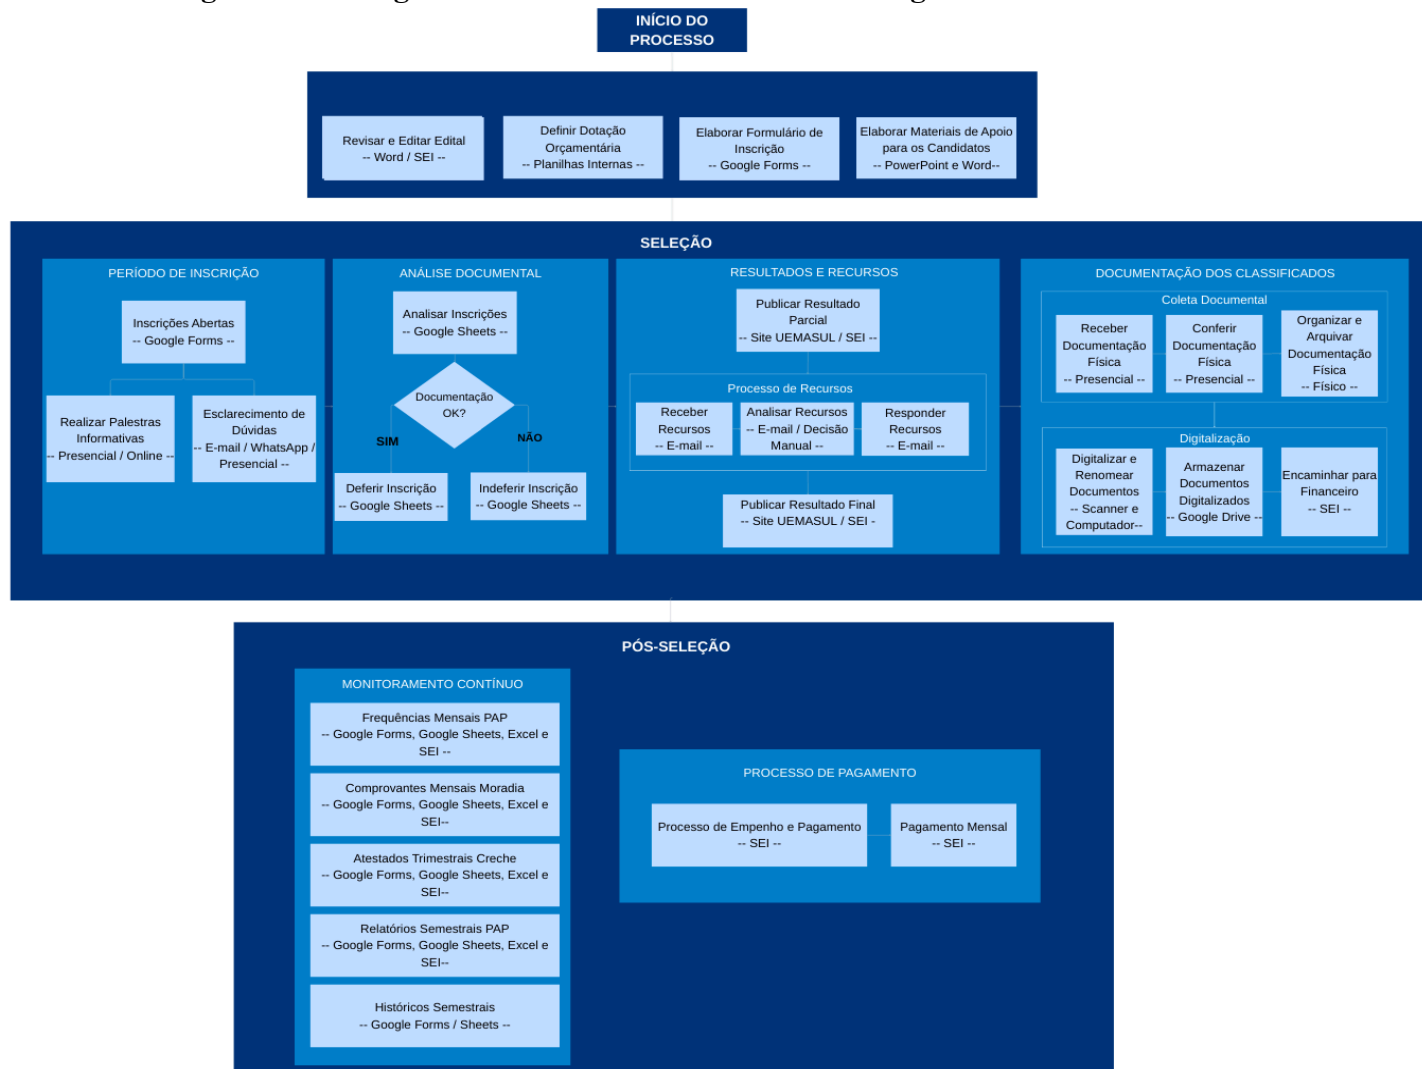 INÍCIO DO
PROCESSO
Revisar e Editar Edital
-- Word / SEI --
Definir Dotação
Orçamentária
-- Planilhas Internas --
Elaborar Formulário de
Inscrição
-- Google Forms --
Elaborar Materiais de Apoio
para os Candidatos
-- PowerPoint e Word--
SELEÇÃO
PERÍODO DE INSCRIÇÃO
Inscrições Abertas
-- Google Forms --
Realizar Palestras
Informativas
-- Presencial / Online --
Esclarecimento de
Dúvidas
-- E-mail / WhatsApp /
Presencial --
ANÁLISE DOCUMENTAL
Analisar Inscrições
-- Google Sheets --
Documentação
OK?
SIM
NÃO
Deferir Inscrição
-- Google Sheets --
Indeferir Inscrição
-- Google Sheets --
RESULTADOS E RECURSOS
Publicar Resultado
Parcial
-- Site UEMASUL / SEI --
Processo de Recursos
Receber
Recursos
-- E-mail --
Analisar Recursos
-- E-mail / Decisão
Manual --
Responder
Recursos
-- E-mail --
Publicar Resultado Final
-- Site UEMASUL / SEI -
DOCUMENTAÇÃO DOS CLASSIFICADOS
Coleta Documental
Receber
Documentação
Física
-- Presencial --
Conferir
Documentação
Física
-- Presencial --
Organizar e
Arquivar
Documentação
Física
-- Físico --
Digitalização
Digitalizar e
Renomear
Documentos
-- Scanner e
Computador--
Armazenar
Documentos
Digitalizados
-- Google Drive --
Encaminhar para
Financeiro
-- SEI --
PÓS-SELEÇÃO
MONITORAMENTO CONTÍNUO
Frequências Mensais PAP
-- Google Forms, Google Sheets, Excel e
SEI --
Comprovantes Mensais Moradia
-- Google Forms, Google Sheets, Excel e
SEI--
Atestados Trimestrais Creche
-- Google Forms, Google Sheets, Excel e
SEI--
Relatórios Semestrais PAP
-- Google Forms, Google Sheets, Excel e
SEI--
Históricos Semestrais
-- Google Forms / Sheets --
PROCESSO DE PAGAMENTO
Processo de Empenho e Pagamento
-- SEI --
Pagamento Mensal
-- SEI --